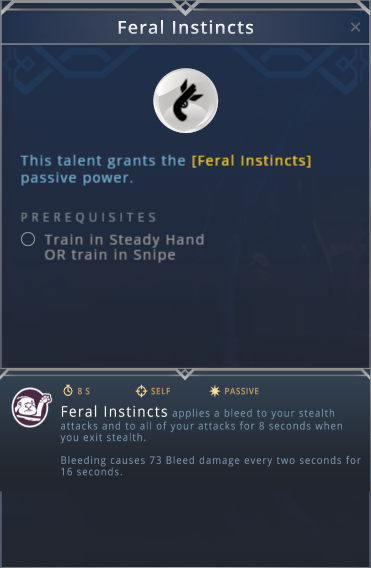 Feral Instincts
This talent grants the [Feral Instincts]
passive power.
PREREQUISITES
Train in Steady Hand
OR train in Snipe
8 S SELF PASSIVE
Feral Instincts applies a bleed to your stealth
attacks and to all of your attacks for 8 seconds when
you exit stealth.
Bleeding causes 73 Bleed damage every two seconds for
16 seconds.